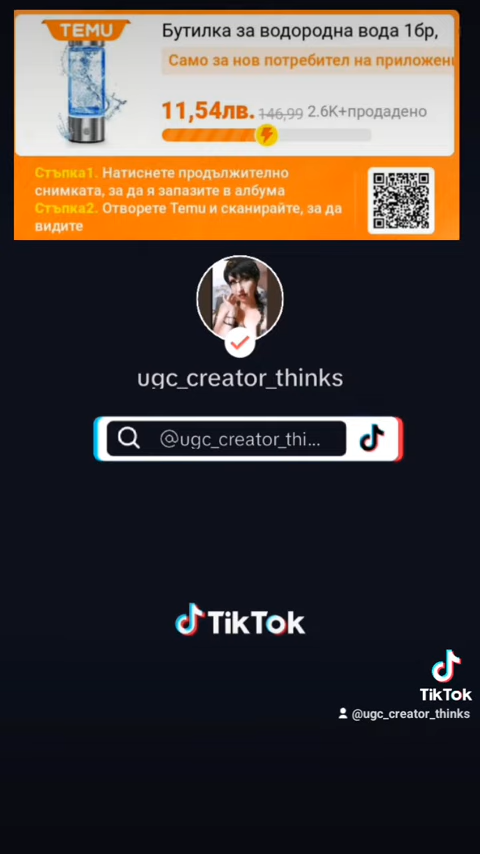 TEMU
Бутилка за водородна вода 1бр,
Само за нов потребител на
11,54лв. 146,99 2.6K+продадено
Стъпка1. Натиснете продължително
снимката, за да я запазите в албума
Стъпка2. Отворете Temu и сканирайте, за да
видите
ugc_creator_thinks
@ugc_creator_thi...
TikTok
TikTok
@ugc_creator_thinks